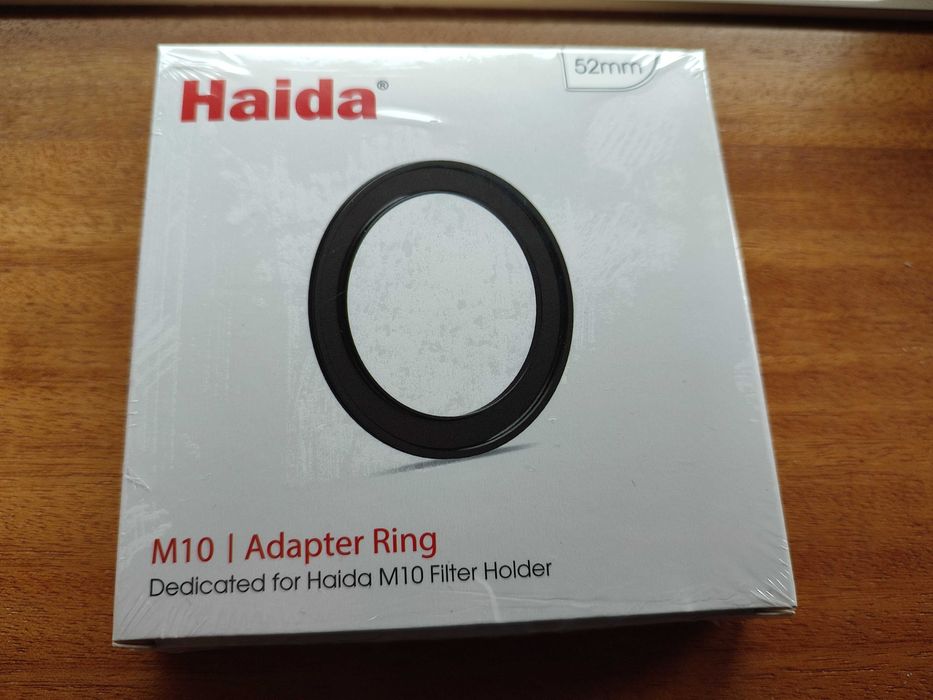 Haida®
52mm
M10 | Adapter Ring
Dedicated for Haida M10 Filter Holder